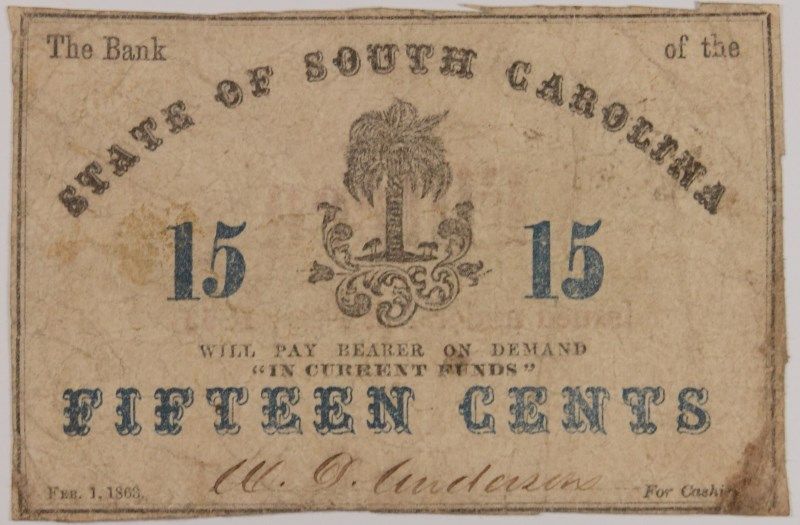 The Bank of the
STATE OF SOUTH CAROLINA
15 15
WILL PAY BEARER ON DEMAND
"IN CURRENT FUNDS"
FIFTEEN CENTS
FEB. 1, 1863. W. D. Anderson For Cashi